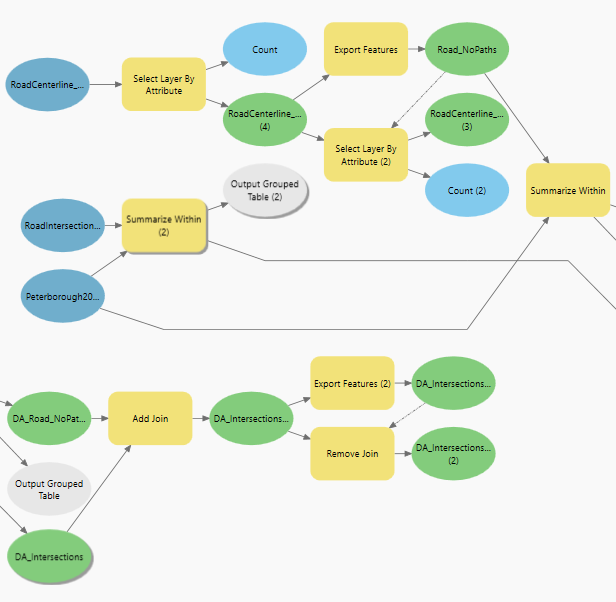 Count
Export Features
Road_NoPaths
RoadCenterline_...
Select Layer By
Attribute
RoadCenterline_...
(4)
RoadCenterline_...
(3)
Select Layer By
Attribute (2)
Output Grouped
Table (2)
Count (2)
Summarize Within
RoadIntersection...
Summarize Within
(2)
Peterborough20...
DA_Road_NoPat...
Add Join
DA_Intersections...
Export Features (2)
DA_Intersections...
Remove Join
DA_Intersections...
(2)
Output Grouped
Table
DA_Intersections